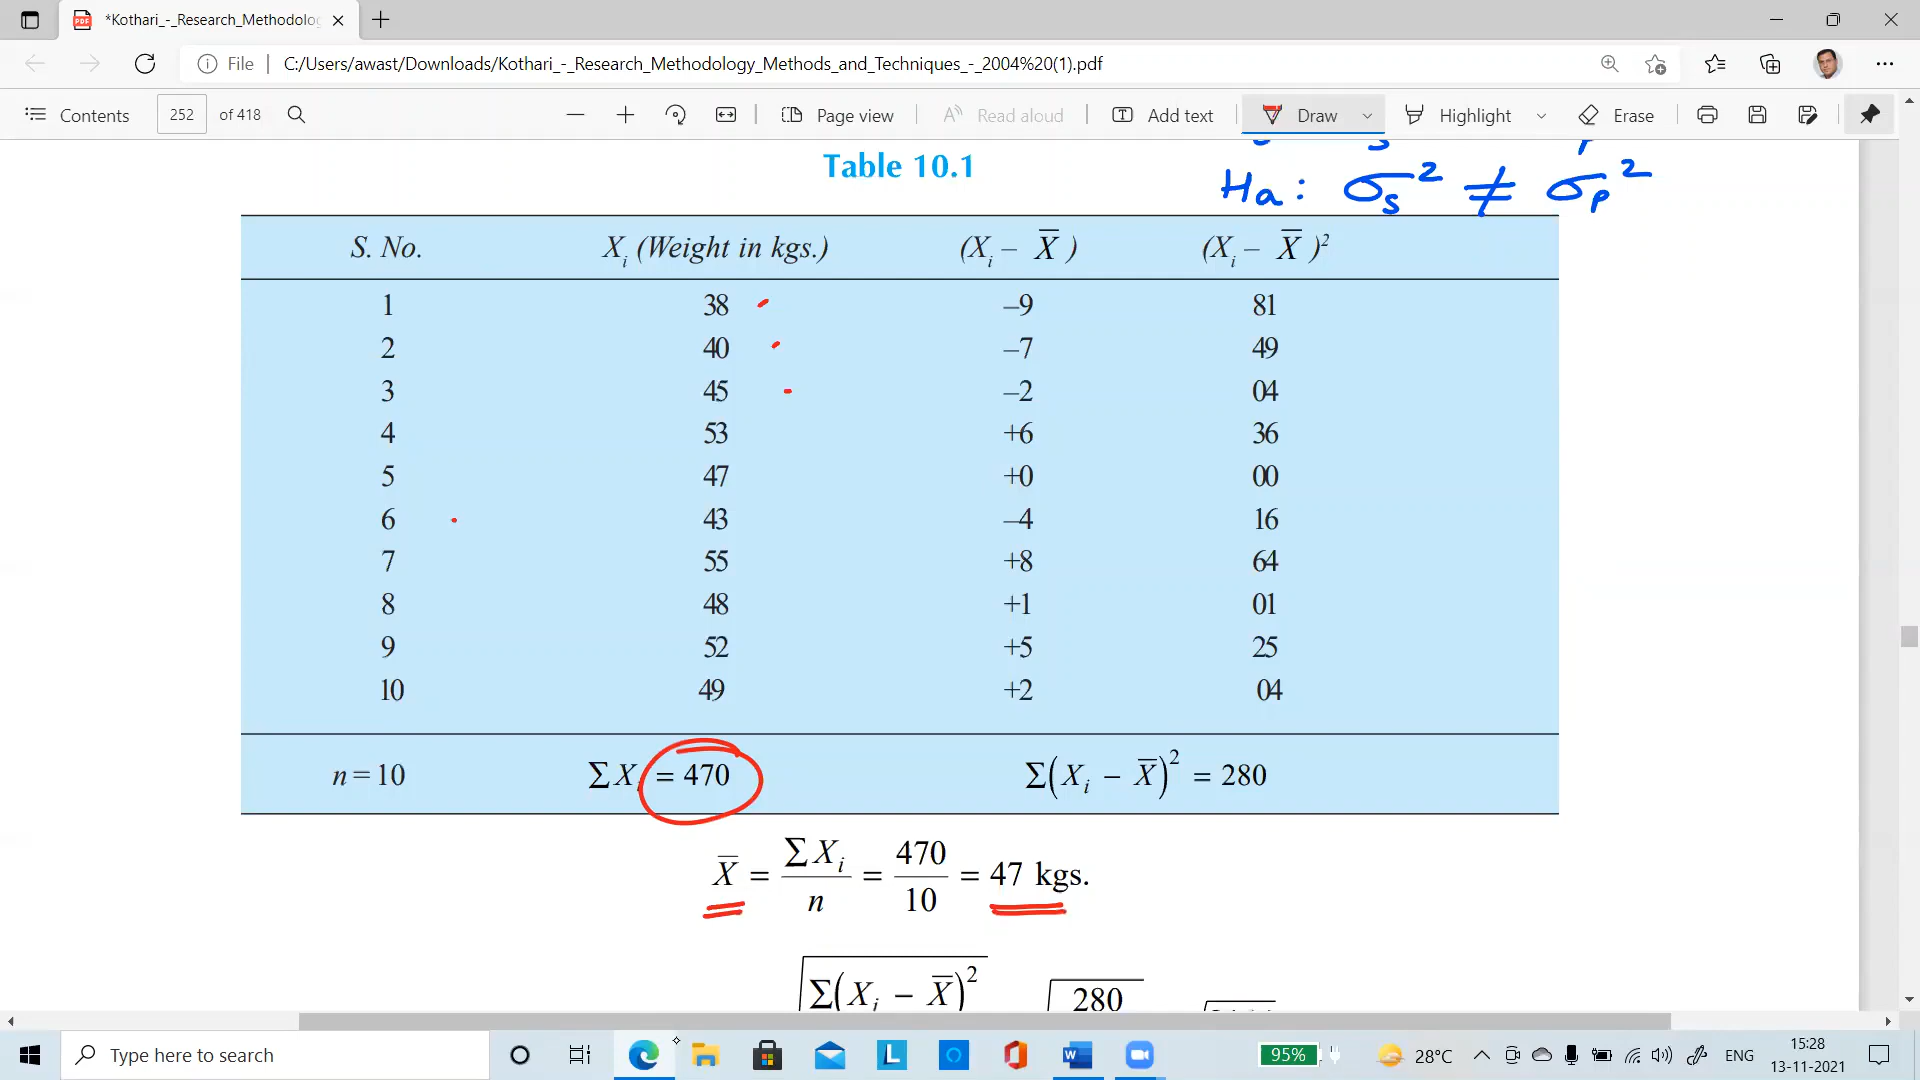 *Kothari_-_Research_Methodolog
File C:/Users/awast/Downloads/Kothari_-_Research_Methodology_Methods_and_Techniques_-_2004%20(1).pdf
Contents 252 of 418 Page view Read aloud Add text Draw Highlight Erase
Table 10.1
Ha: σs² ≠ σp²
S. No. Xi (Weight in kgs.) (Xi – X̄) (Xi – X̄)²
1 38 –9 81
2 40 –7 49
3 45 –2 04
4 53 +6 36
5 47 +0 00
6 43 –4 16
7 55 +8 64
8 48 +1 01
9 52 +5 25
10 49 +2 04
n = 10 ∑Xi = 470 ∑(Xi – X̄)² = 280
X̄ = ∑Xi / n = 470 / 10 = 47 kgs.
∑(Xi – X̄)² 280
Type here to search 95% 28°C ENG 15:28
13-11-2021